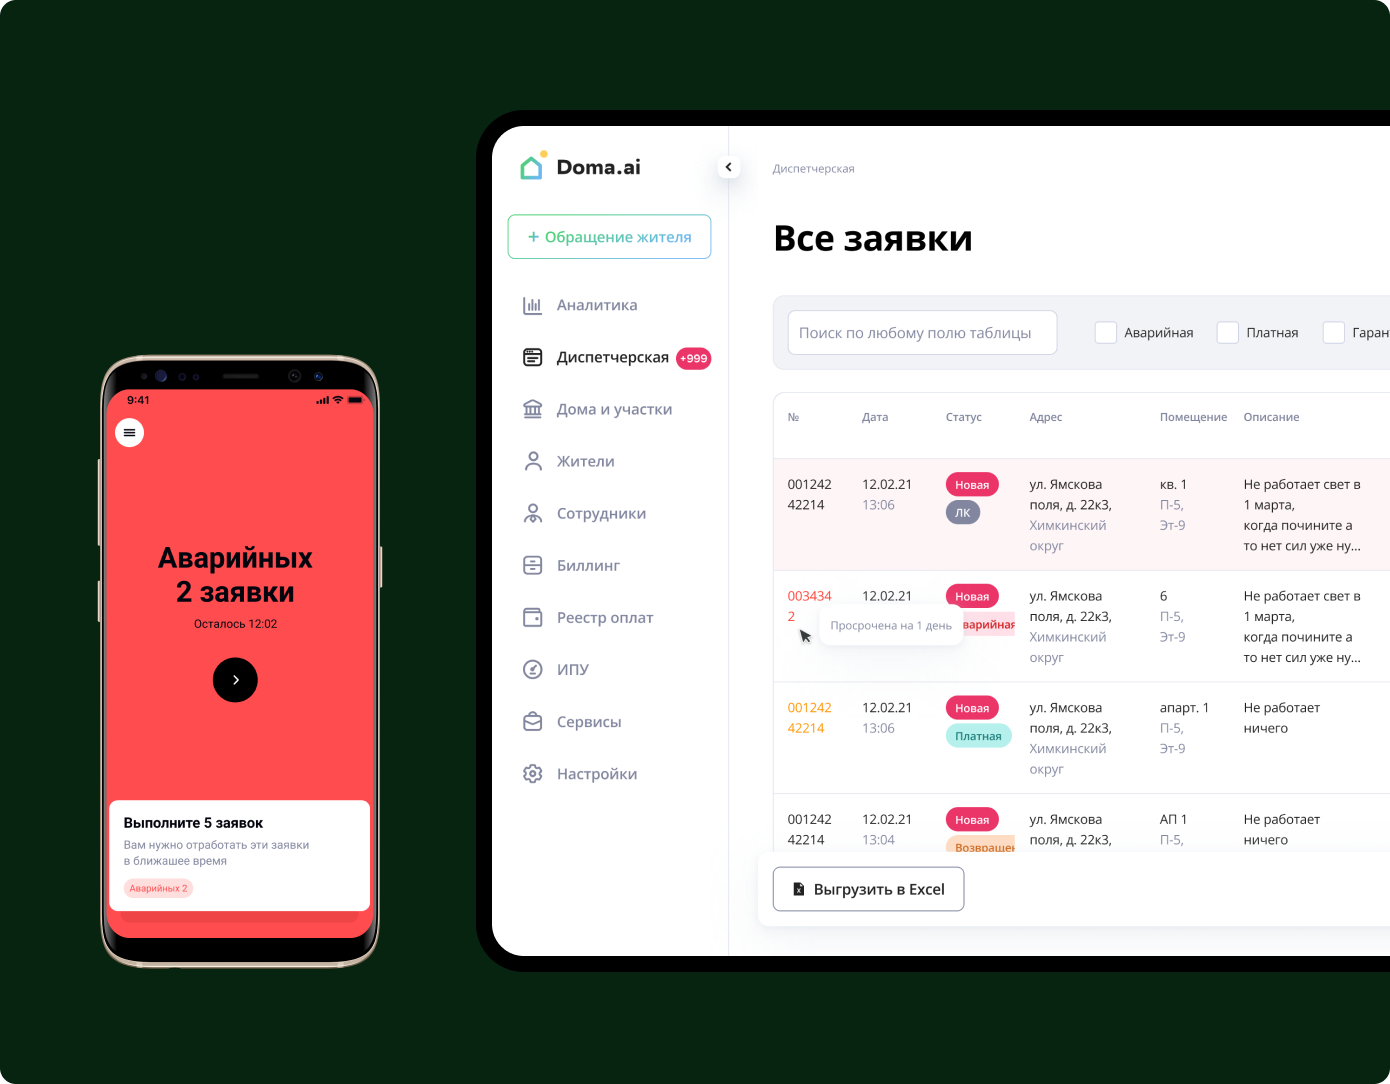 9:41
Аварийных
2 заявки
Осталось 12:02
Выполните 5 заявок
Вам нужно отработать эти заявки
в ближашее время
Аварийных 2
Doma.ai
+ Обращение жителя
Аналитика
Диспетчерская +999
Дома и участки
Жители
Сотрудники
Биллинг
Реестр оплат
ИПУ
Сервисы
Настройки
Диспетчерская
Все заявки
Поиск по любому полю таблицы Аварийная Платная Гаран
№ Дата Статус Адрес Помещение Описание
001242 12.02.21 Новая ул. Ямскова кв. 1 Не работает свет в
42214 13:06 ЛК поля, д. 22к3, П-5, 1 марта,
Химкинский Эт-9 когда почините а
округ то нет сил уже ну...
003434 12.02.21 Новая ул. Ямскова 6 Не работает свет в
2 Просрочена на 1 день варийная поля, д. 22к3, П-5, 1 марта,
Химкинский Эт-9 когда почините а
округ то нет сил уже ну...
001242 12.02.21 Новая ул. Ямскова апарт. 1 Не работает
42214 13:06 Платная поля, д. 22к3, П-5, ничего
Химкинский Эт-9
округ
001242 12.02.21 Новая ул. Ямскова АП 1 Не работает
42214 13:04 Возвращен поля, д. 22к3, П-5, ничего
Выгрузить в Excel